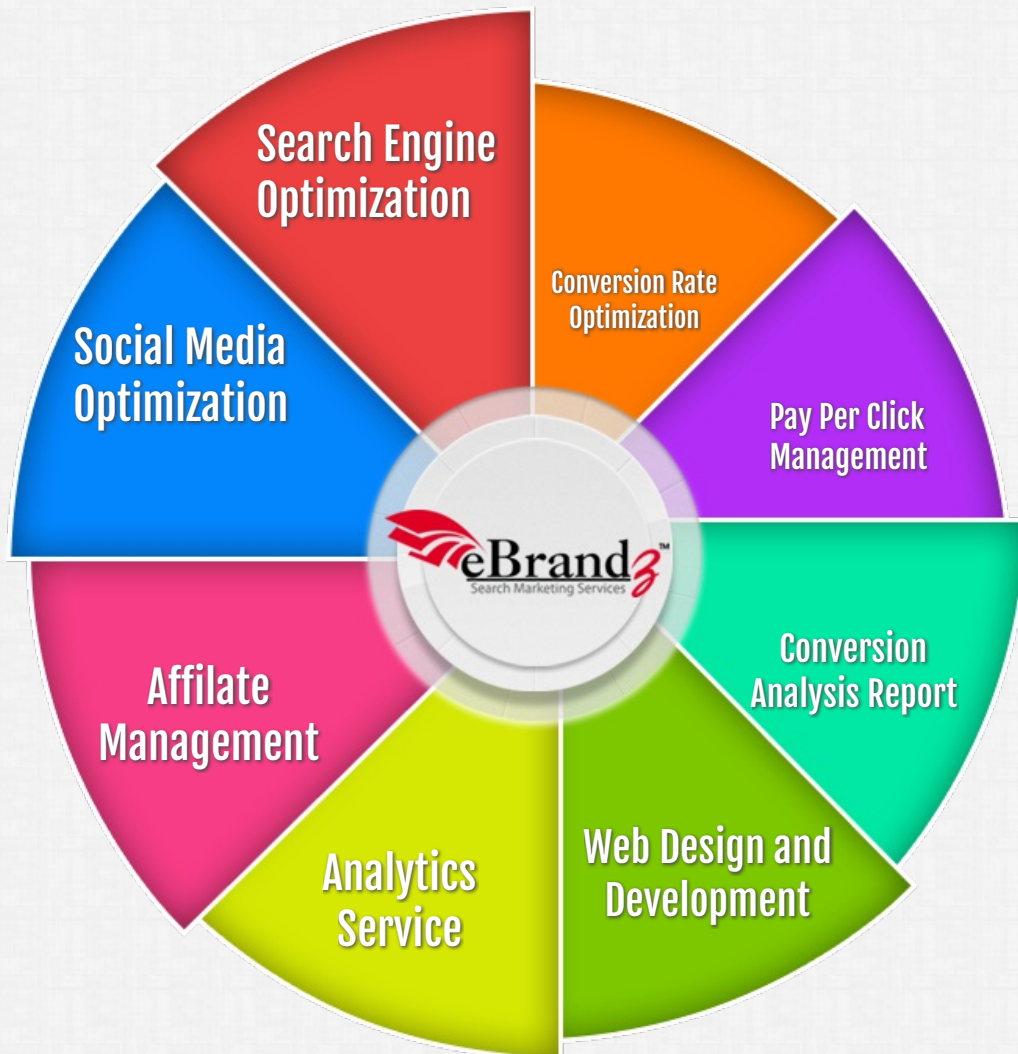 Search Engine
Optimization
Conversion Rate
Optimization
Social Media
Optimization
Pay Per Click
Management
eBrandz™
Search Marketing Services
Conversion
Analysis Report
Affilate
Management
Web Design and
Development
Analytics
Service